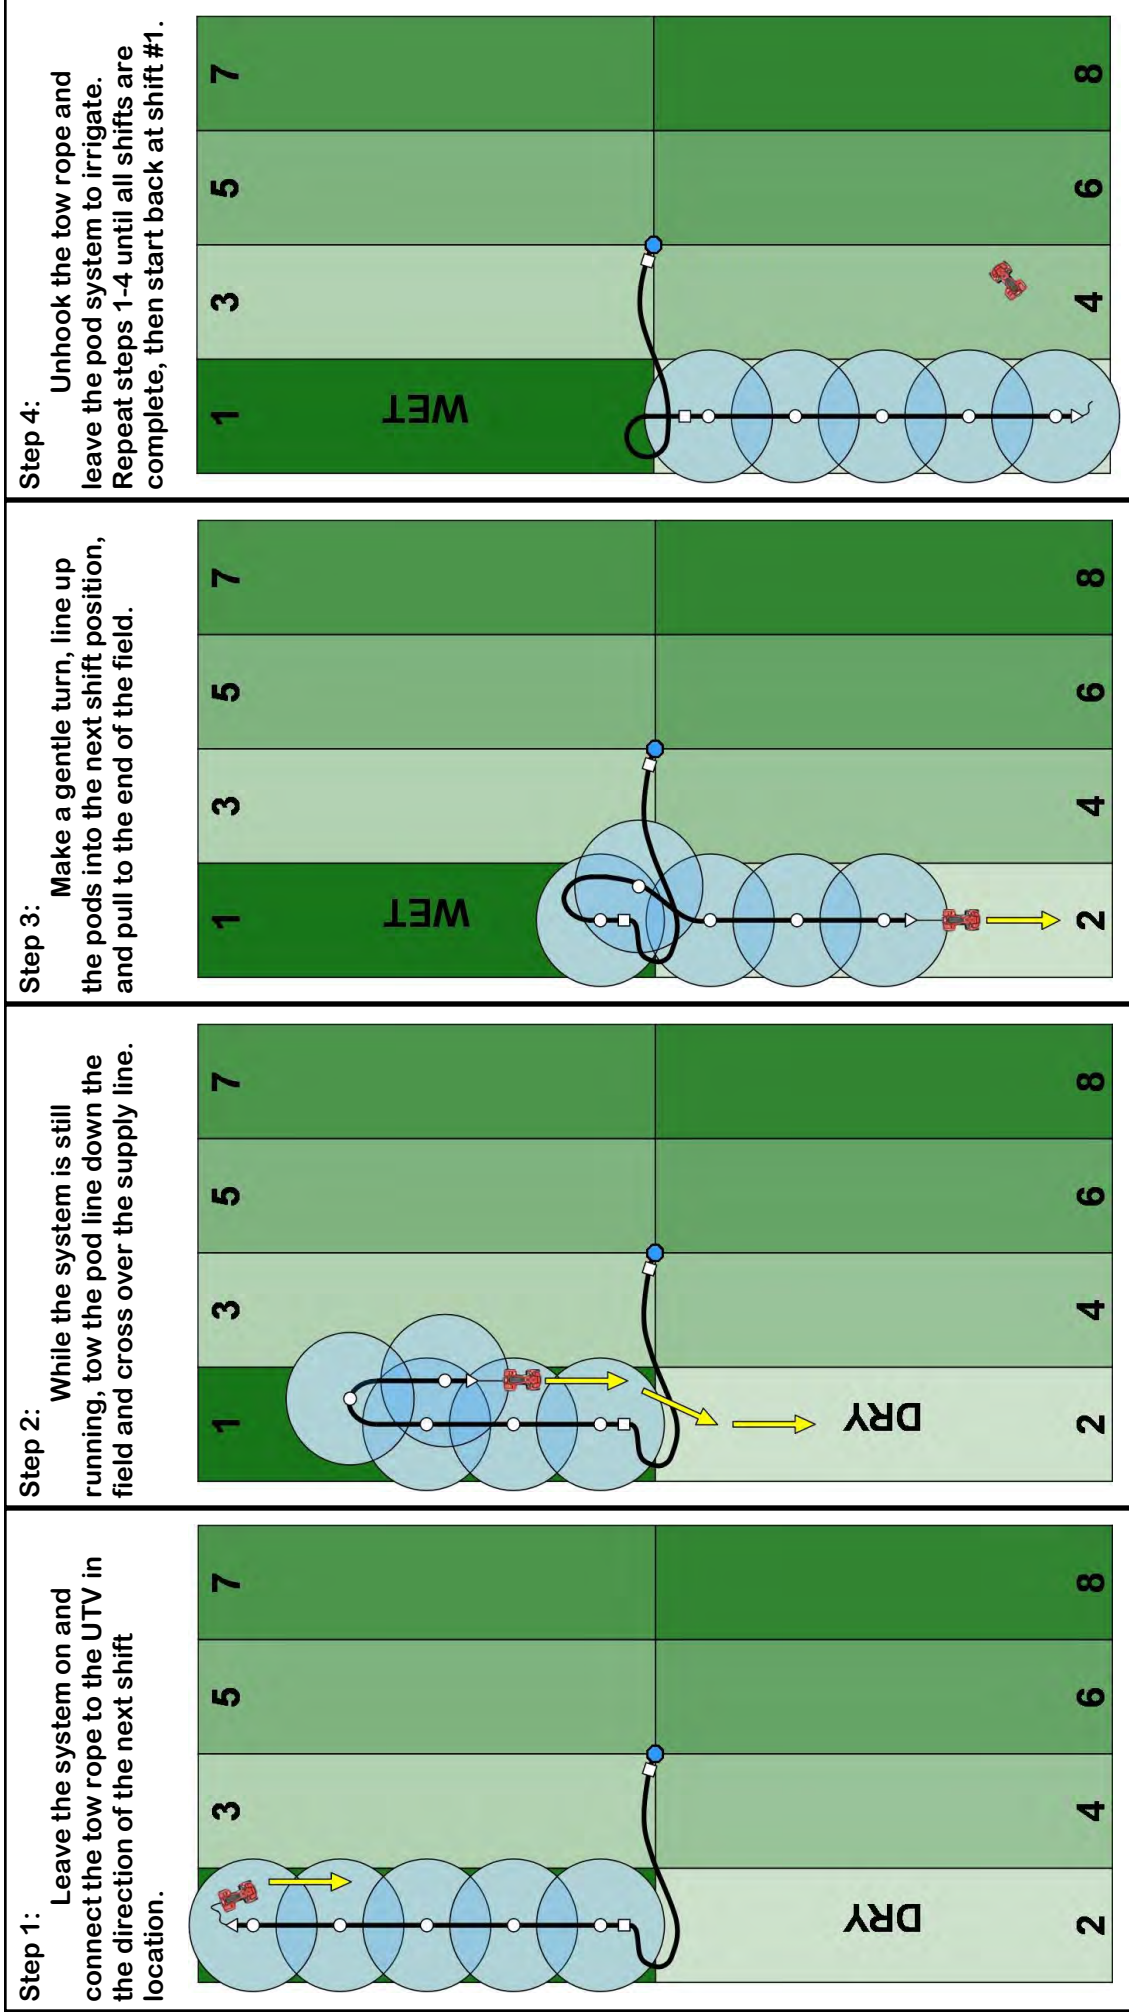 Step 1:
Leave the system on and
connect the tow rope to the UTV in
the direction of the next shift
location.
1
3
5
7
DRY
2
4
6
8
Step 2:
While the system is still
running, tow the pod line down the
field and cross over the supply line.
1
3
5
7
DRY
2
4
6
8
Step 3:
Make a gentle turn, line up
the pods into the next shift position,
and pull to the end of the field.
1
3
5
7
WET
2
4
6
8
Step 4:
Unhook the tow rope and
leave the pod system to irrigate.
Repeat steps 1-4 until all shifts are
complete, then start back at shift #1.
1
3
5
7
WET
4
6
8